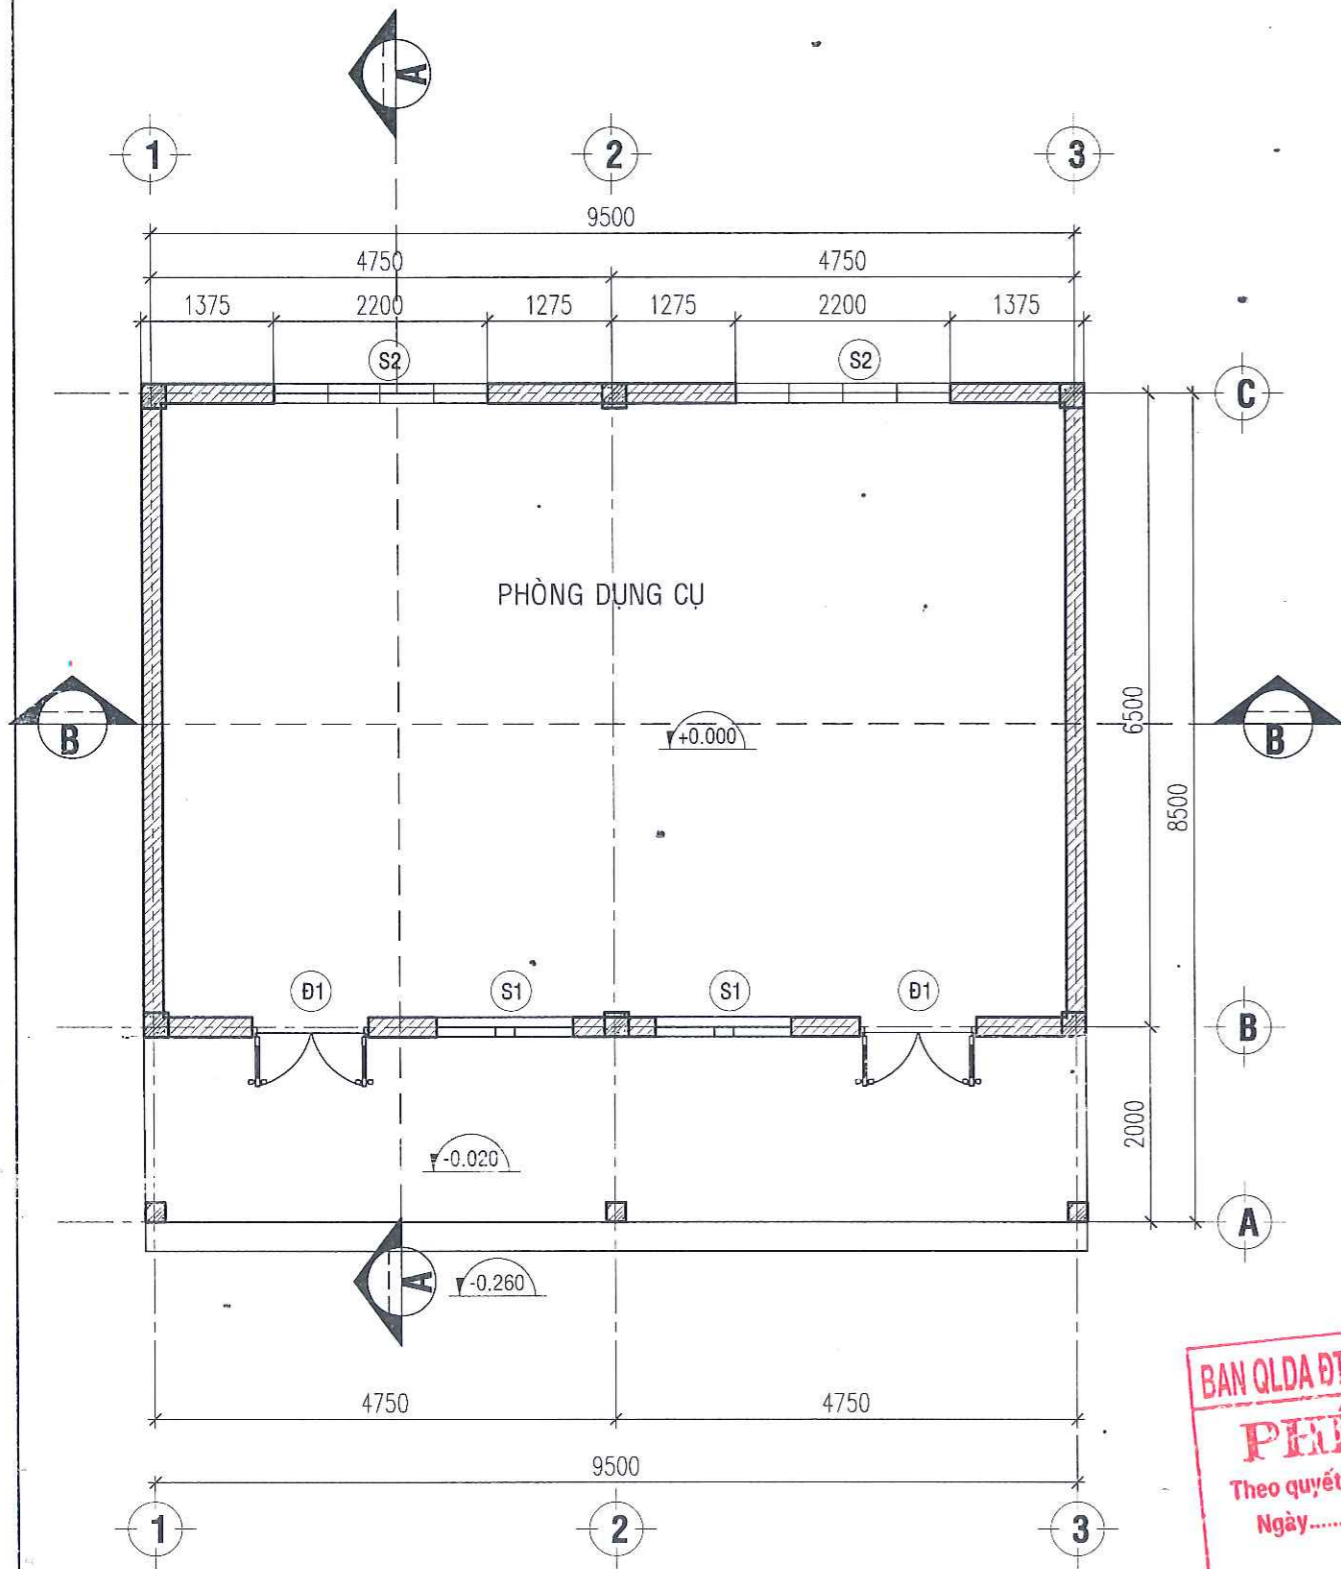 A
1 2 3
9500
4750 4750
1375 2200 1275 1275 2200 1375
S2 S2
C
PHÒNG DỤNG CỤ
6500
B +0.000 B
8500
Đ1 S1 S1 Đ1
B
2000
-0.020
A
A -0.260
4750 4750
9500
1 2 3
BAN QLDA ĐT
Theo quyết
Ngày......